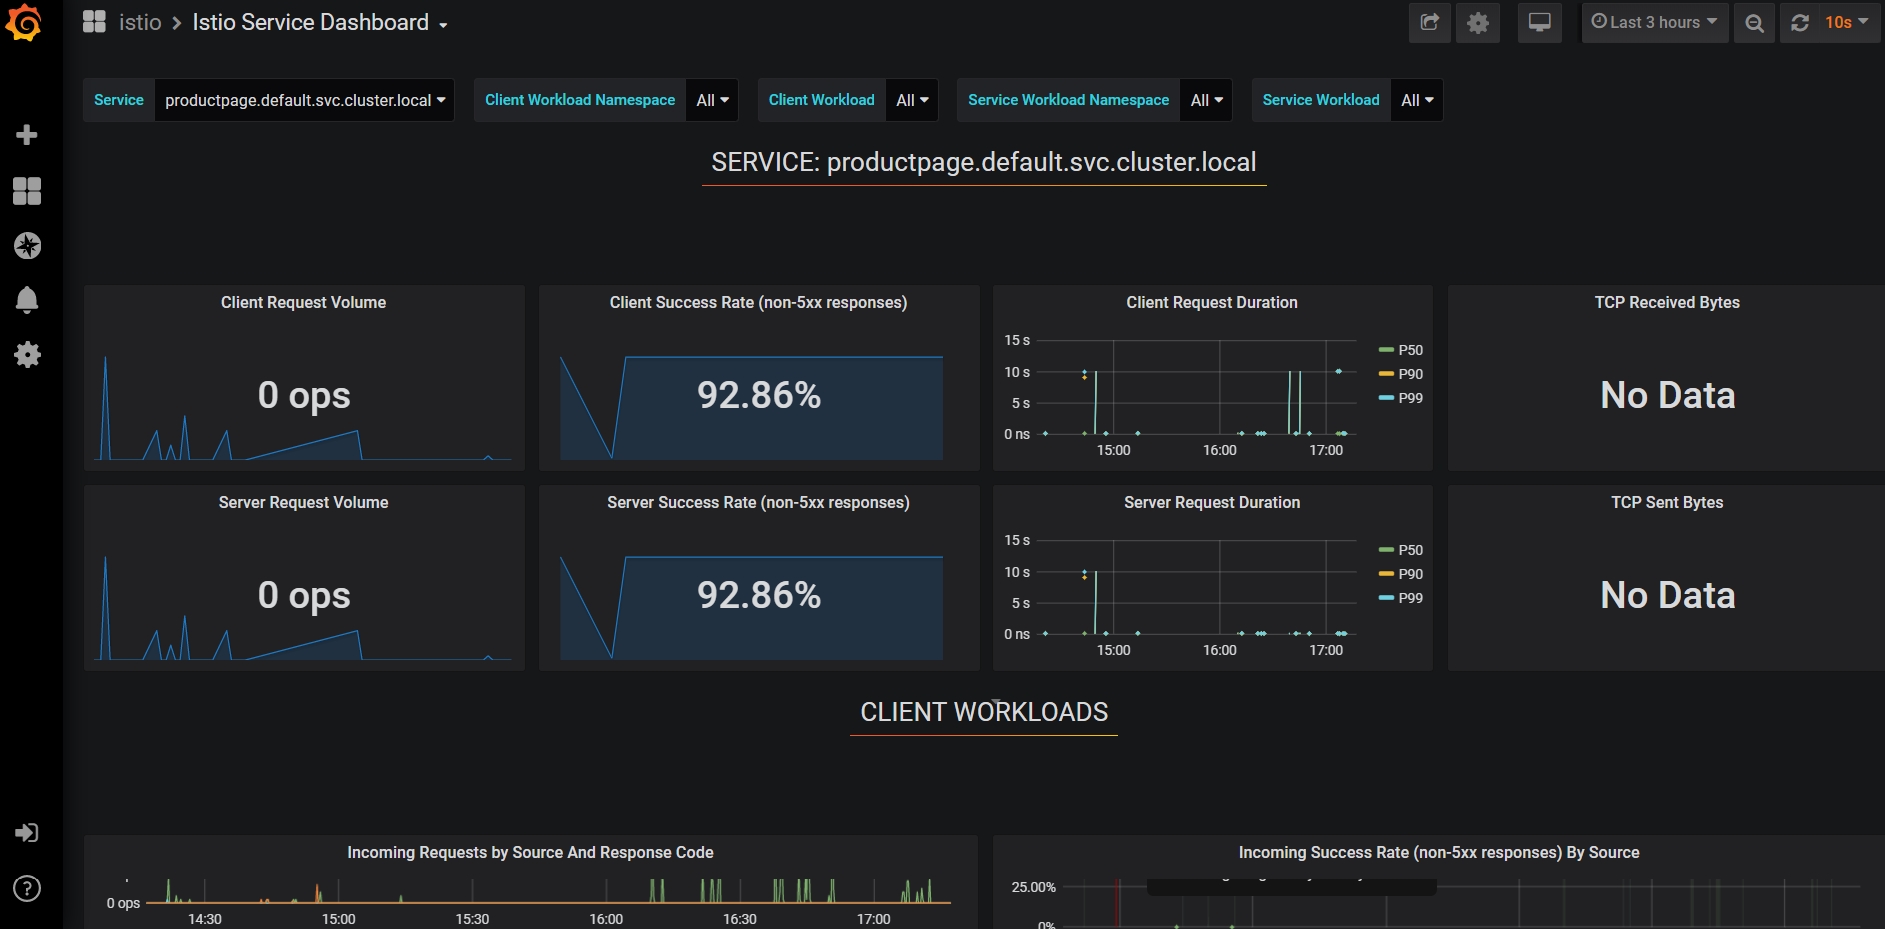 istio > Istio Service Dashboard
Last 3 hours
10s
Service productpage.default.svc.cluster.local
Client Workload Namespace All
Client Workload All
Service Workload Namespace All
Service Workload All
SERVICE: productpage.default.svc.cluster.local
Client Request Volume
0 ops
Client Success Rate (non-5xx responses)
92.86%
Client Request Duration
15 s
10 s
5 s
0 ns
15:00 16:00 17:00
P50
P90
P99
TCP Received Bytes
No Data
Server Request Volume
0 ops
Server Success Rate (non-5xx responses)
92.86%
Server Request Duration
15 s
10 s
5 s
0 ns
15:00 16:00 17:00
P50
P90
P99
TCP Sent Bytes
No Data
CLIENT WORKLOADS
Incoming Requests by Source And Response Code
0 ops
14:30 15:00 15:30 16:00 16:30 17:00
Incoming Success Rate (non-5xx responses) By Source
25.00%
0%